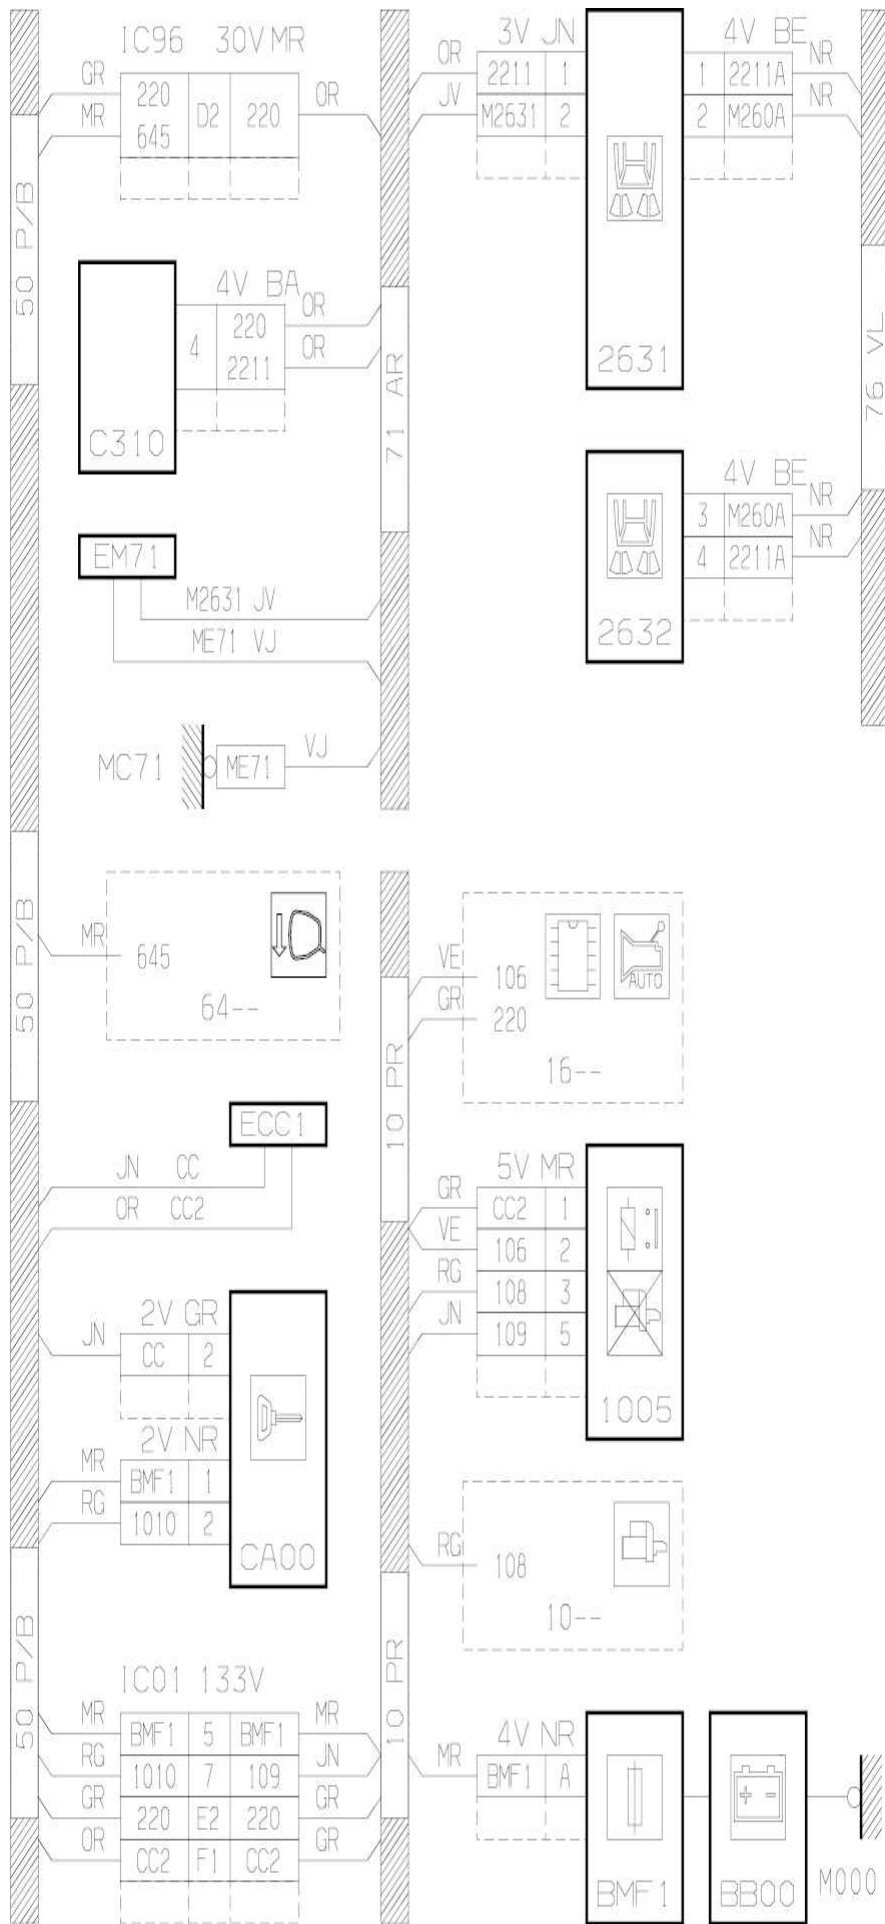 IC96 30V MR
GR 220 D2 220 OR
MR 645
50 P/B
4V BA
4 220 OR
2211 OR
C310
71 AR
EM71
M2631 JV
ME71 VJ
MC71 ME71 VJ
3V JN
OR 2211 1
JV M2631 2
4V BE
1 2211A NR
2 M260A NR
2631
76 VL
4V BE
3 M260A NR
4 2211A NR
2632
50 P/B
MR 645
64--
ECC1
JN CC
OR CC2
2V GR
JN CC 2
2V NR
MR BMF1 1
RG 1010 2
CA00
10 PR
VE 106
GR 220
AUTO
16--
5V MR
GR CC2 1
VE 106 2
RG 108 3
JN 109 5
1005
RG 108
10--
50 P/B
IC01 133V
MR BMF1 5 BMF1 MR
RG 1010 7 109 JN
GR 220 E2 220 GR
OR CC2 F1 CC2 GR
10 PR
4V NR
MR BMF1 A
BMF1
+ -
BB00
M000